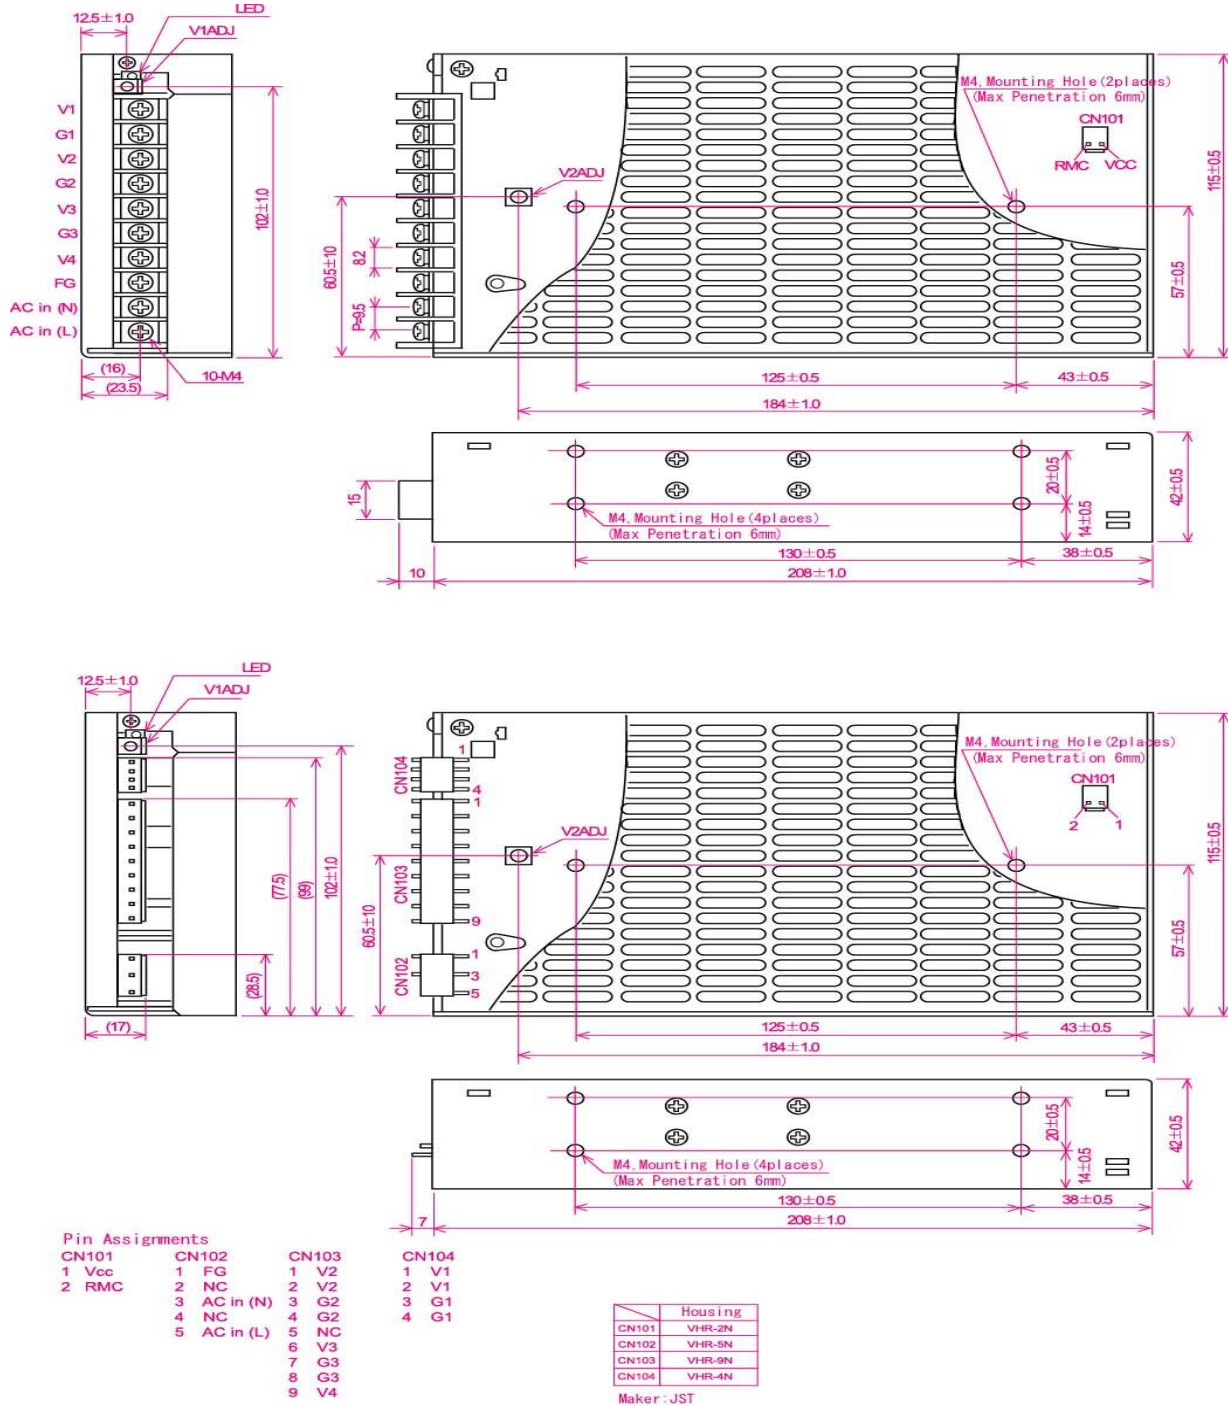 LED
12.5±1.0
V1ADJ
V1
G1
V2
G2
V3
G3
V4
FG
AC in (N)
AC in (L)
102±1.0
(16)
(23.5)
10-M4
M4,Mounting Hole(2places)
(Max Penetration 6mm)
CN101
RMC VCC
V2ADJ
60.5±10
8.2
P=9.5
115±0.5
57±0.5
125±0.5
43±0.5
184±1.0
15
M4,Mounting Hole(4places)
(Max Penetration 6mm)
20±0.5
14±0.5
42±0.5
130±0.5
38±0.5
10
208±1.0
LED
12.5±1.0
V1ADJ
(77.5)
(99)
102±1.0
(28.5)
(17)
M4,Mounting Hole(2places)
(Max Penetration 6mm)
CN101
2 1
1
CN104
4
1
V2ADJ
CN103
9
60.5±10
1
CN102
3
5
115±0.5
57±0.5
125±0.5
43±0.5
184±1.0
M4,Mounting Hole(4places)
(Max Penetration 6mm)
20±0.5
14±0.5
42±0.5
130±0.5
38±0.5
7
208±1.0
Pin Assignments
CN101 CN102 CN103 CN104
1 Vcc 1 FG 1 V2 1 V1
2 RMC 2 NC 2 V2 2 V1
3 AC in (N) 3 G2 3 G1
4 NC 4 G2 4 G1
5 AC in (L) 5 NC
6 V3
7 G3
8 G3
9 V4
Housing
CN101 VHR-2N
CN102 VHR-5N
CN103 VHR-9N
CN104 VHR-4N
Maker:JST